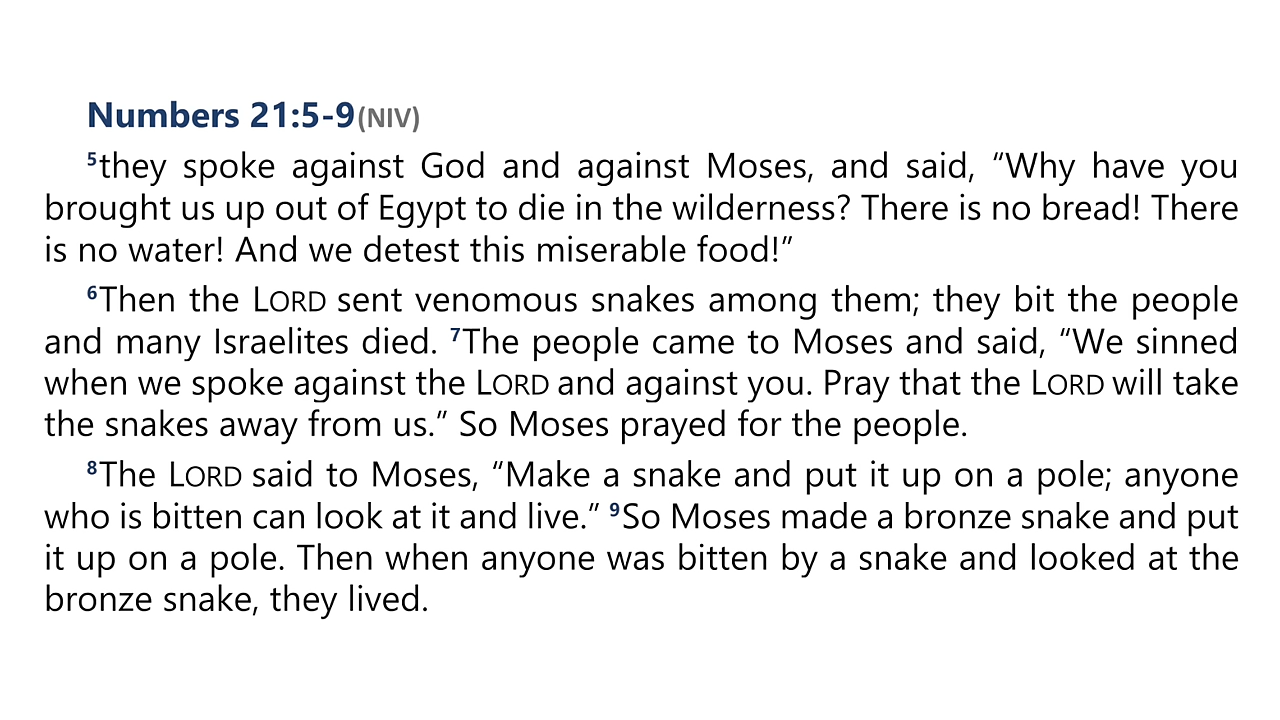 Numbers 21:5-9(NIV)
⁵they spoke against God and against Moses, and said, “Why have you
brought us up out of Egypt to die in the wilderness? There is no bread! There
is no water! And we detest this miserable food!”
⁶Then the LORD sent venomous snakes among them; they bit the people
and many Israelites died. ⁷The people came to Moses and said, “We sinned
when we spoke against the LORD and against you. Pray that the LORD will take
the snakes away from us.” So Moses prayed for the people.
⁸The LORD said to Moses, “Make a snake and put it up on a pole; anyone
who is bitten can look at it and live.” ⁹So Moses made a bronze snake and put
it up on a pole. Then when anyone was bitten by a snake and looked at the
bronze snake, they lived.